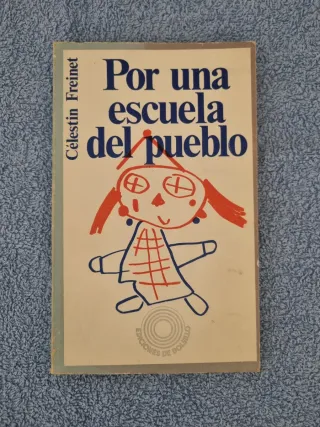 Célestin Freinet
Por una
escuela
del pueblo
EDICIONES DE BOLSILLO